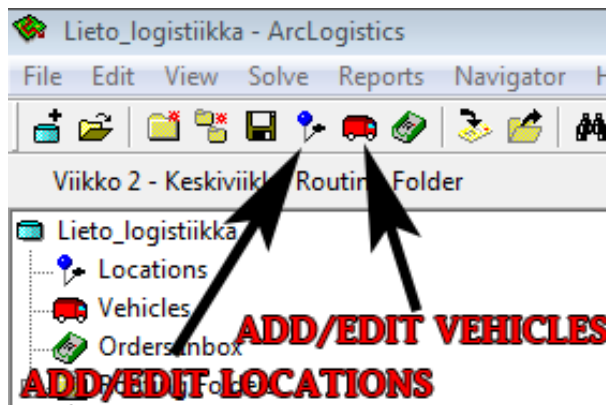 Lieto_logistiikka - ArcLogistics
File Edit View Solve Reports Navigator
Viikko 2 - Keskiviikko Routing Folder
Lieto_logistiikka
Locations
Vehicles
ADD/EDIT VEHICLES
Orders Inbox
ADD/EDIT LOCATIONS